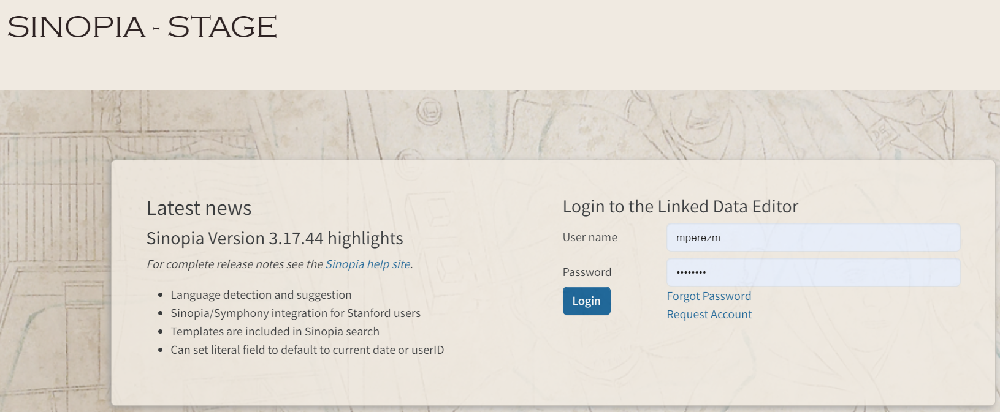 SINOPIA - STAGE
Latest news
Sinopia Version 3.17.44 highlights
For complete release notes see the Sinopia help site.
Language detection and suggestion
Sinopia/Symphony integration for Stanford users
Templates are included in Sinopia search
Can set literal field to default to current date or userID
Login to the Linked Data Editor
User name
mperezm
Password
••••••••
Login
Forgot Password
Request Account